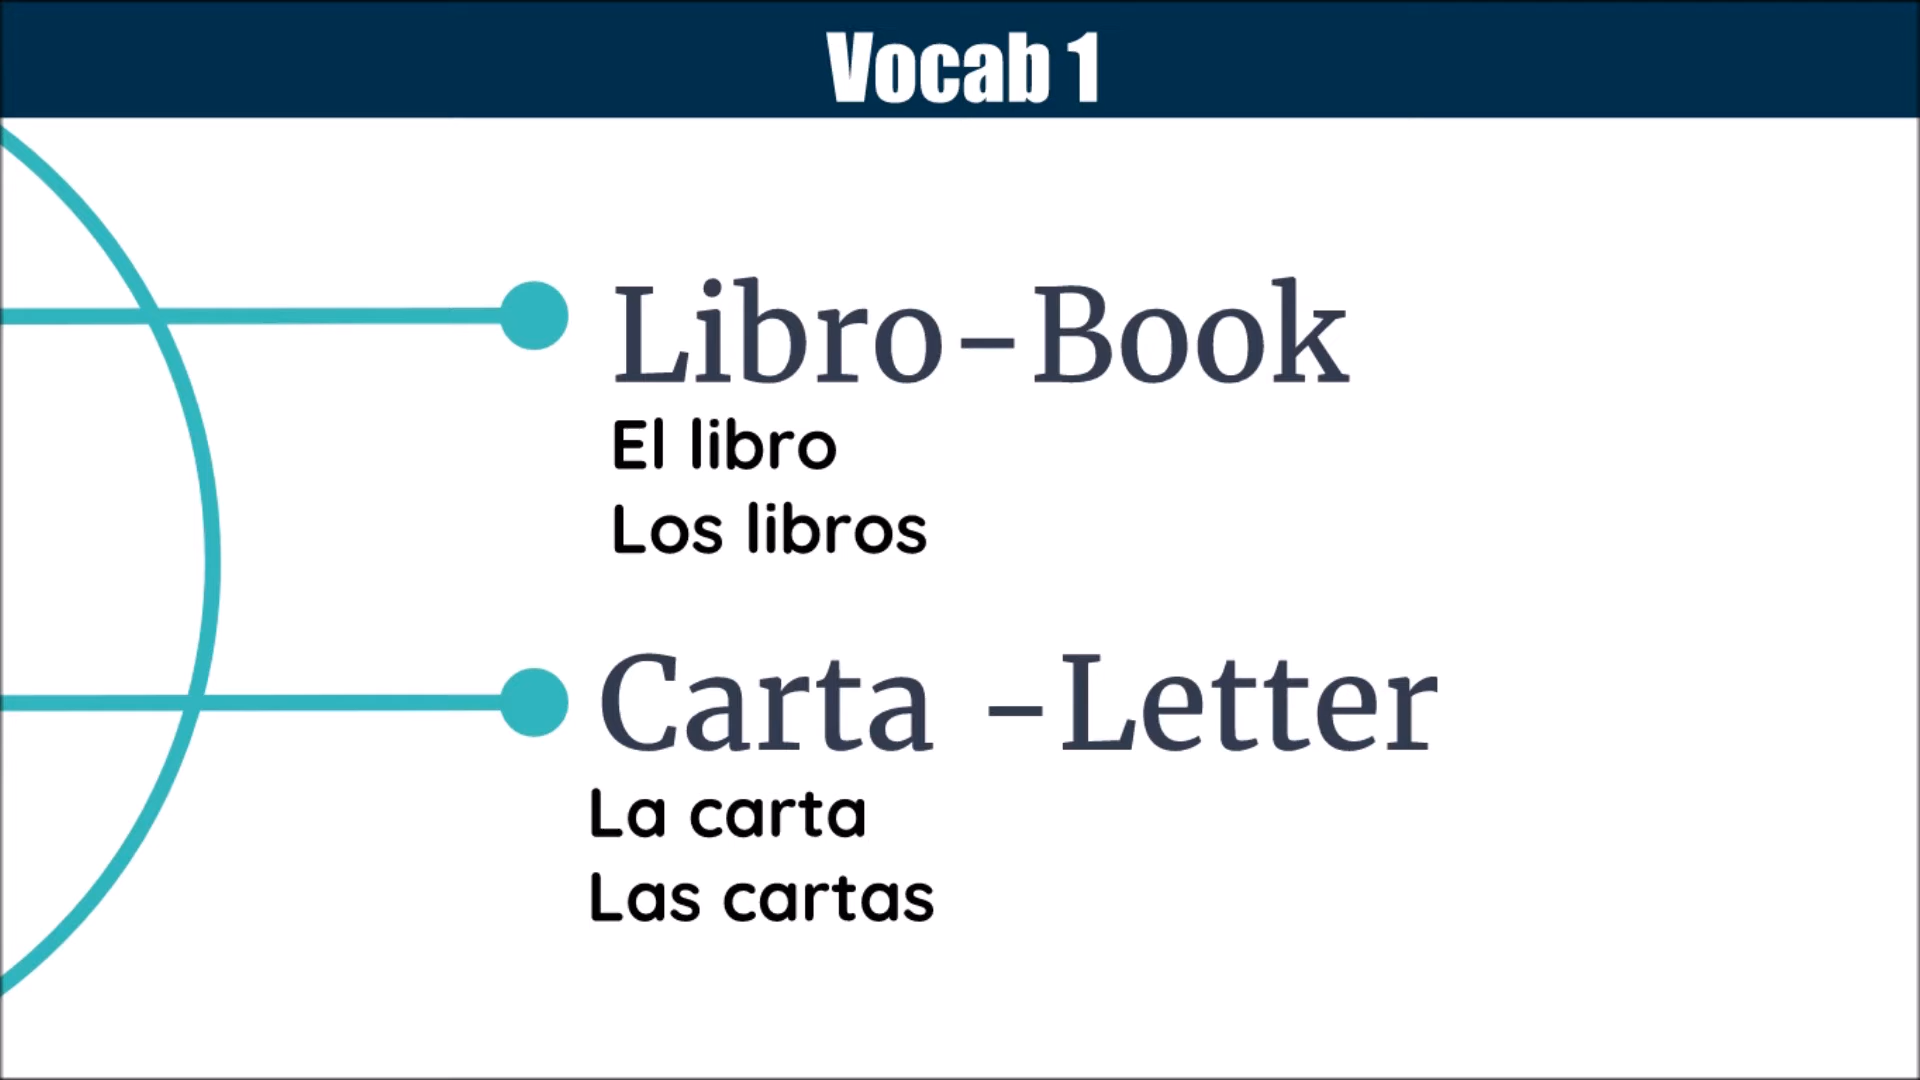 Vocab 1
Libro-Book
El libro
Los libros
Carta -Letter
La carta
Las cartas